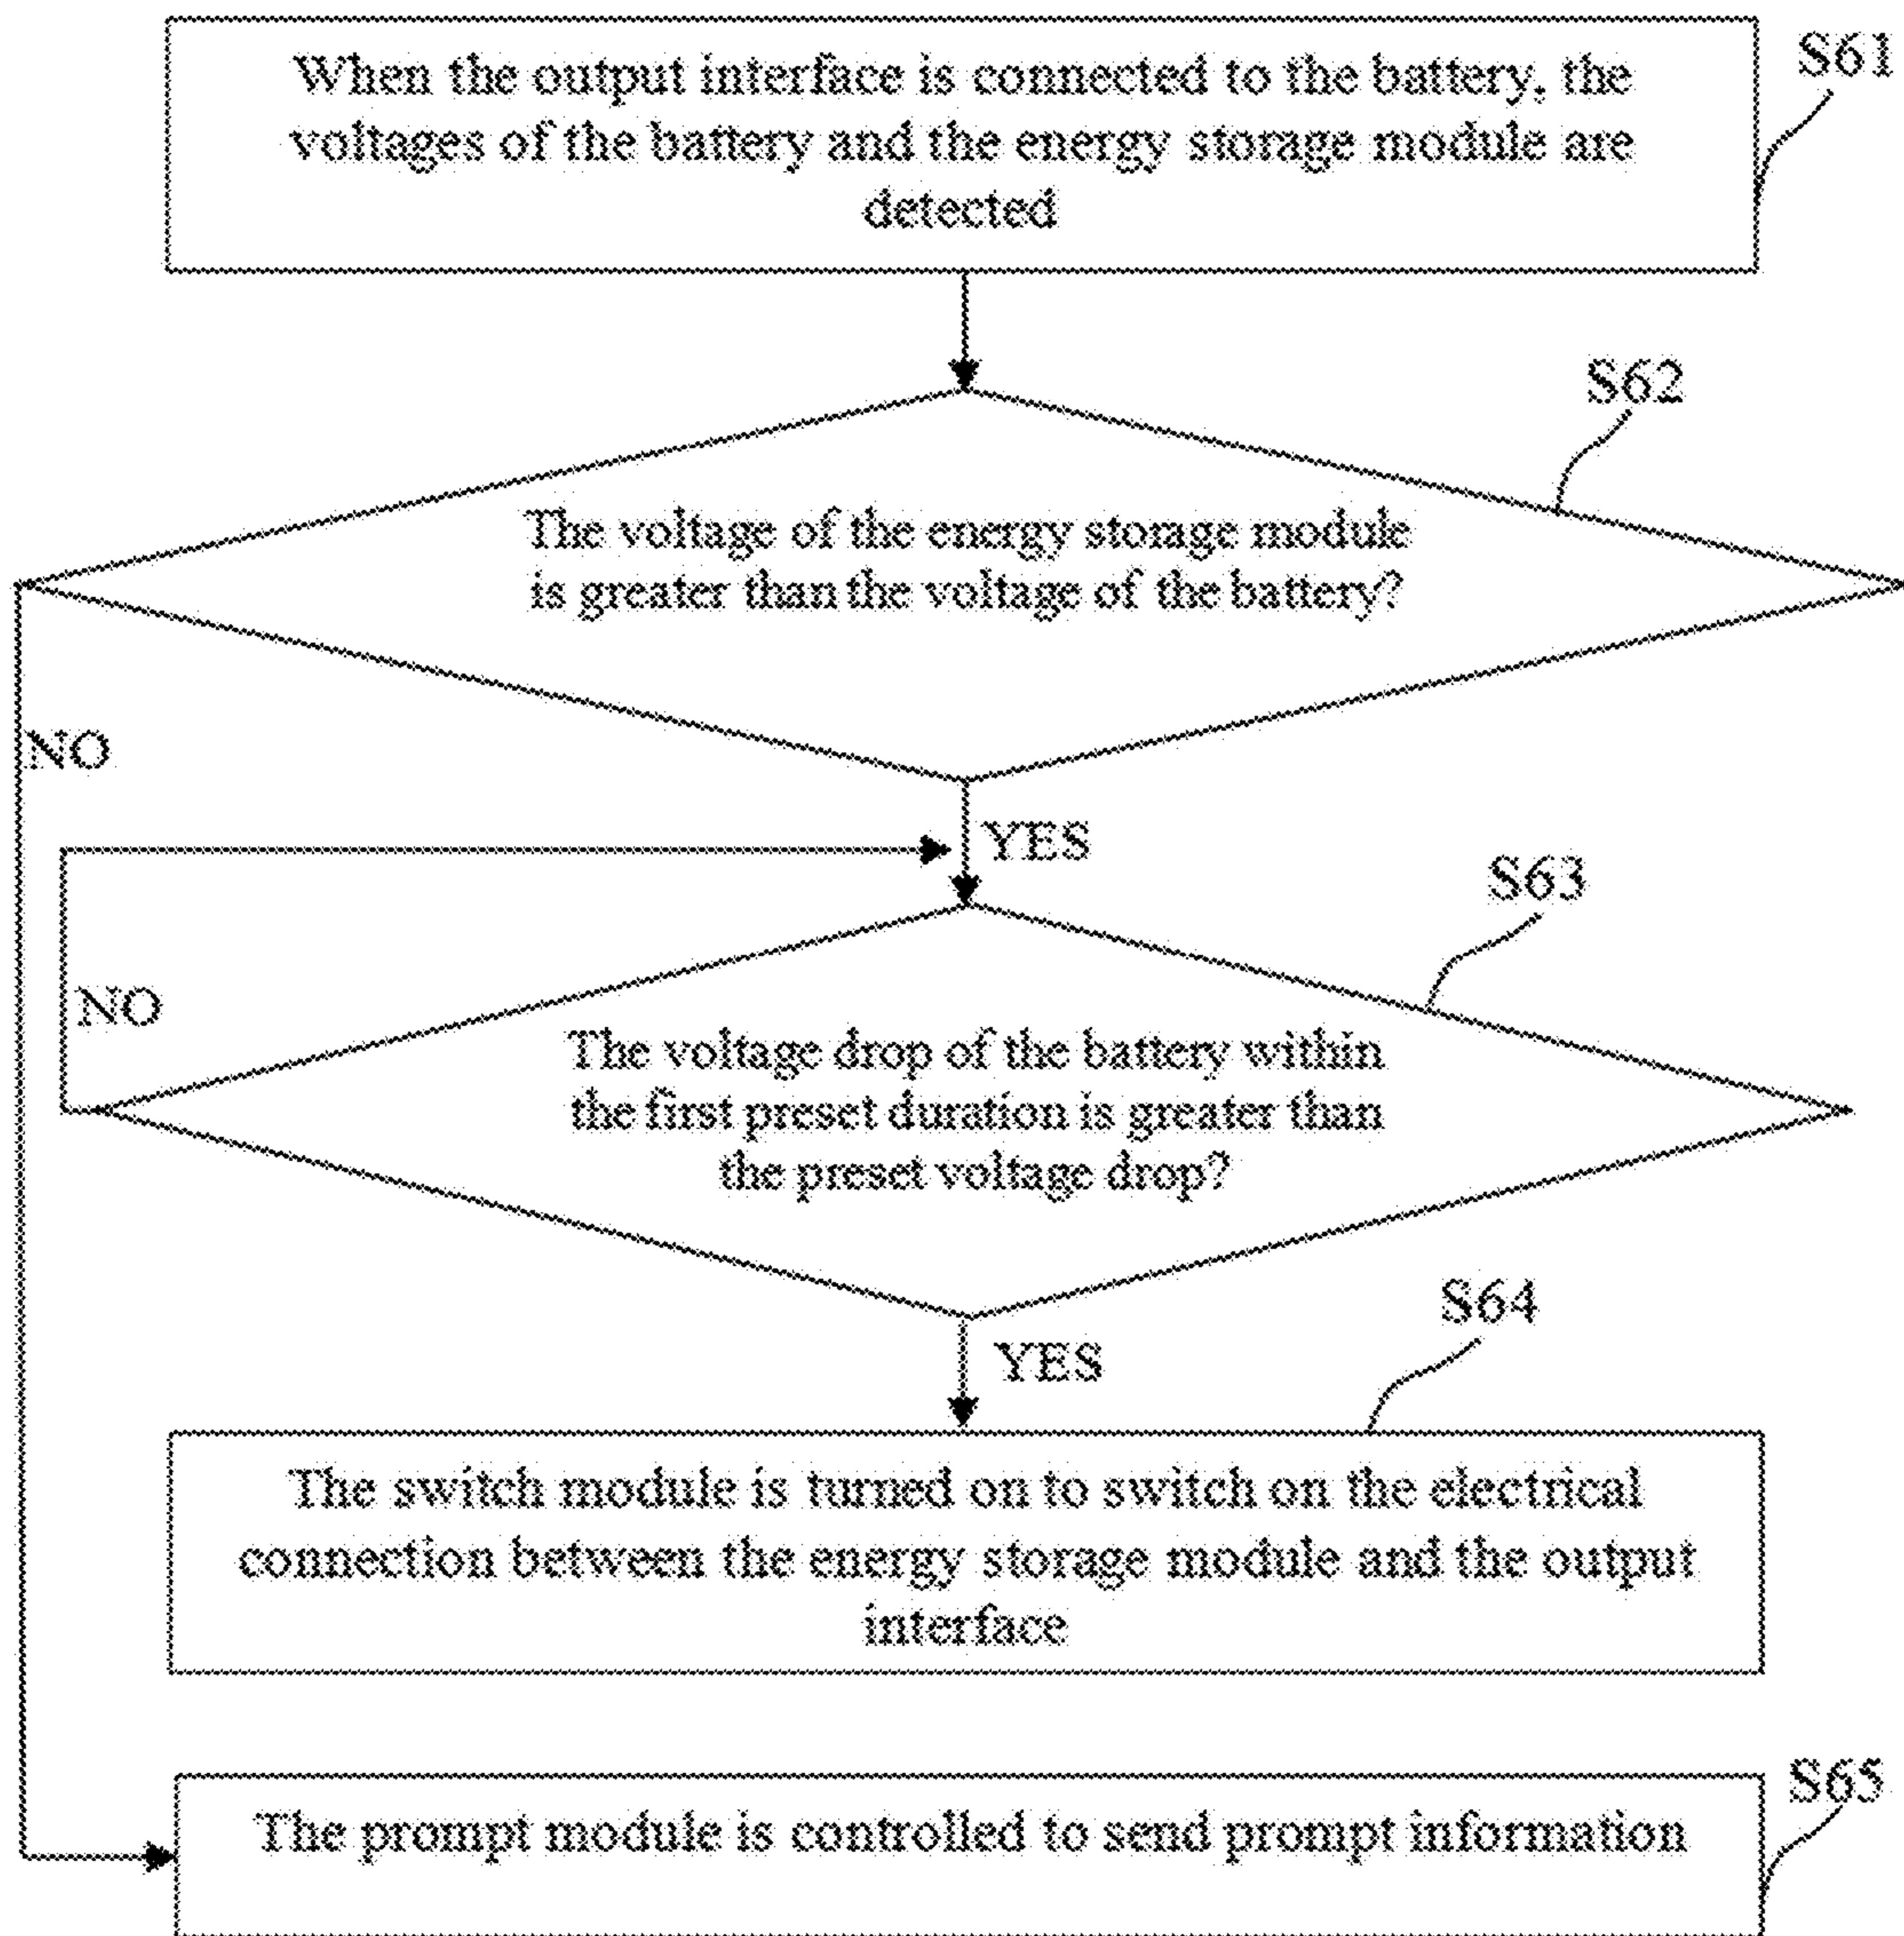 When the output interface is connected to the battery, the
voltages of the battery and the energy storage module are
detected
S61
S62
The voltage of the energy storage module
is greater than the voltage of the battery?
NO
YES
S63
NO
The voltage drop of the battery within
the first preset duration is greater than
the preset voltage drop?
S64
YES
The switch module is turned on to switch on the electrical
connection between the energy storage module and the output
interface
S65
The prompt module is controlled to send prompt information